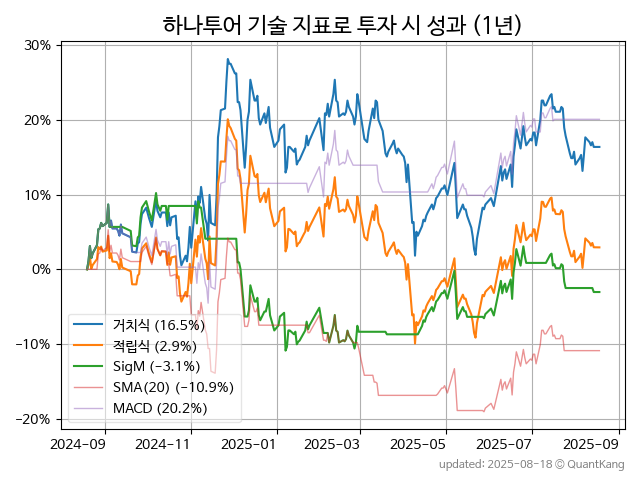 하나투어 기술 지표로 투자 시 성과 (1년)
30%
20%
10%
0%
−10%
−20%
거치식 (16.5%)
적립식 (2.9%)
SigM (−3.1%)
SMA(20) (−10.9%)
MACD (20.2%)
2024-09 2024-11 2025-01 2025-03 2025-05 2025-07 2025-09
updated: 2025-08-18 © QuantKang